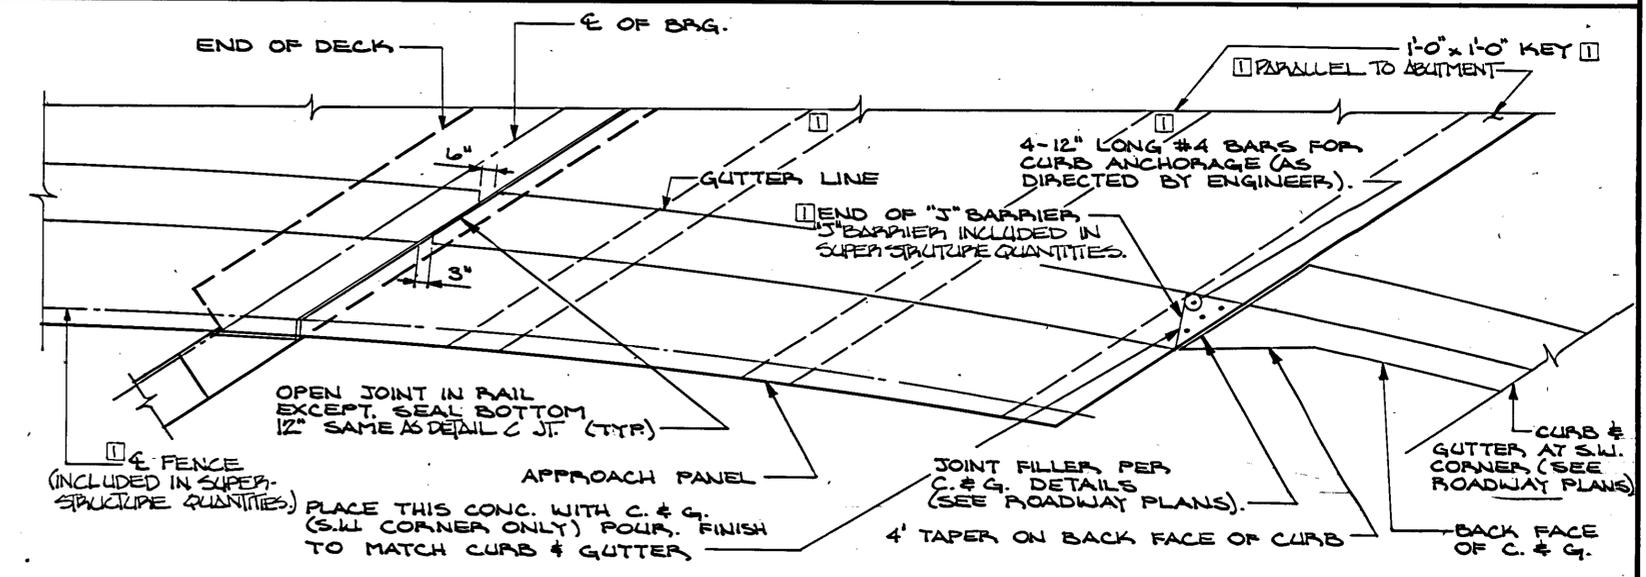 ℄ OF BRG.
END OF DECK
1'-0" x 1'-0" KEY 1
1 PARALLEL TO ABUTMENT
1
1
6"
4-12" LONG #4 BARS FOR
CURB ANCHORAGE (AS
DIRECTED BY ENGINEER).
GUTTER LINE
1 END OF "J" BARRIER
"J" BARRIER INCLUDED IN
SUPER STRUTURE QUANTITIES.
3"
OPEN JOINT IN RAIL
EXCEPT. SEAL BOTTOM
12" SAME AS DETAIL C JT. (TYP.)
1 ℄ FENCE
(INCLUDED IN SUPER-
STRUCTURE QUANTITIES.)
APPROACH PANEL
PLACE THIS CONC. WITH C. & G.
(S.W. CORNER ONLY) POUR. FINISH
TO MATCH CURB & GUTTER
JOINT FILLER PER
C. & G. DETAILS
(SEE ROADWAY PLANS).
4' TAPER ON BACK FACE OF CURB
CURB &
GUTTER AT S.W.
CORNER (SEE
ROADWAY PLANS)
BACK FACE
OF C. & G.